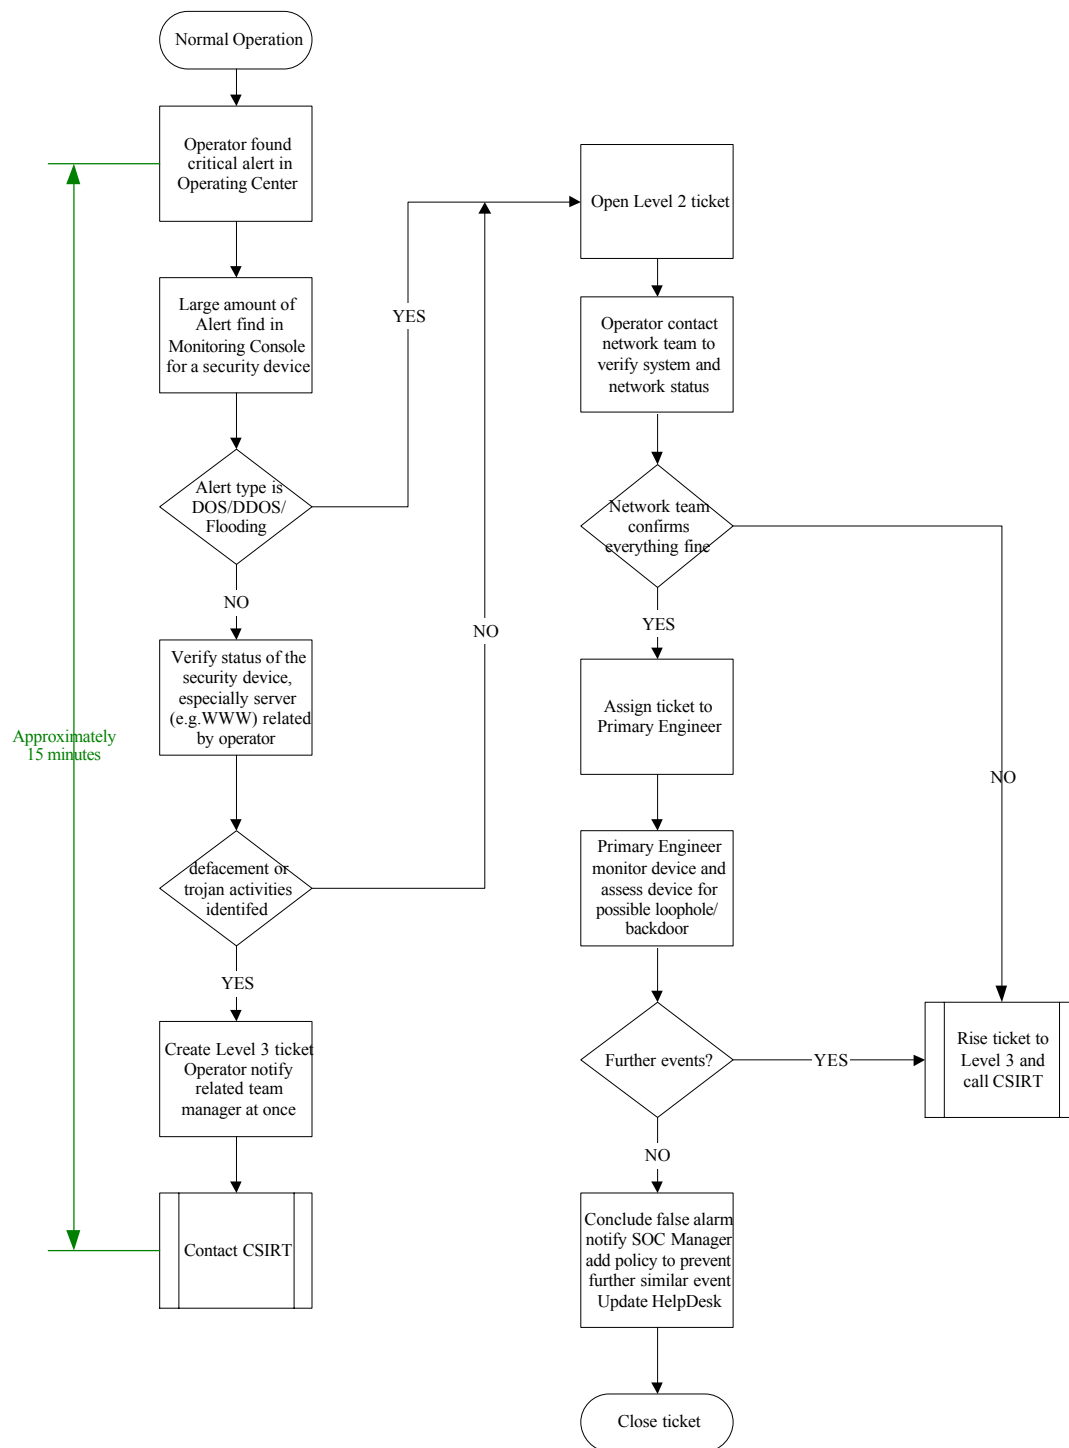 Normal Operation
Operator found
critical alert in
Operating Center
Large amount of
Alert find in
Monitoring Console
for a security device
Alert type is
DOS/DDOS/
Flooding
YES
NO
Verify status of the
security device,
especially server
(e.g.WWW) related
by operator
NO
Approximately
15 minutes
defacement or
trojan activities
identifed
YES
Create Level 3 ticket
Operator notify
related team
manager at once
Contact CSIRT
Open Level 2 ticket
Operator contact
network team to
verify system and
network status
Network team
confirms
everything fine
YES
NO
Assign ticket to
Primary Engineer
Primary Engineer
monitor device and
assess device for
possible loophole/
backdoor
Further events?
YES
Rise ticket to
Level 3 and
call CSIRT
NO
Conclude false alarm
notify SOC Manager
add policy to prevent
further similar event
Update HelpDesk
Close ticket